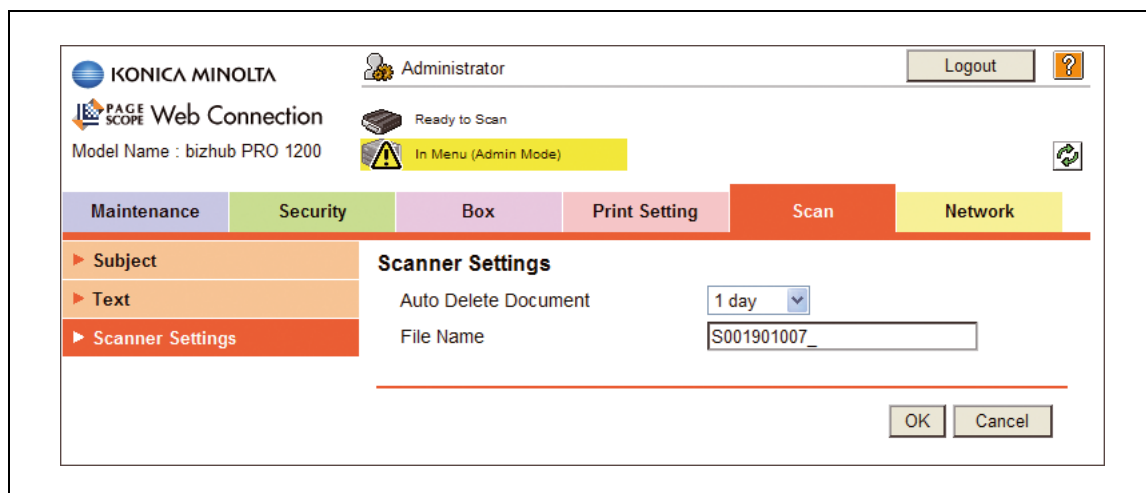 KONICA MINOLTA
Administrator
Logout
?
PAGE SCOPE Web Connection
Ready to Scan
Model Name : bizhub PRO 1200
In Menu (Admin Mode)
Maintenance Security Box Print Setting Scan Network
Subject
Text
Scanner Settings
Scanner Settings
Auto Delete Document 1 day
File Name S001901007_
OK Cancel